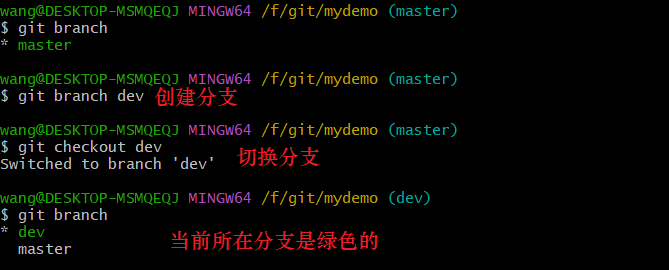 wang@DESKTOP-MSMQEQJ MINGW64 /f/git/mydemo (master)
$ git branch
* master
wang@DESKTOP-MSMQEQJ MINGW64 /f/git/mydemo (master)
$ git branch dev 创建分支
wang@DESKTOP-MSMQEQJ MINGW64 /f/git/mydemo (master)
$ git checkout dev
Switched to branch 'dev' 切换分支
wang@DESKTOP-MSMQEQJ MINGW64 /f/git/mydemo (dev)
$ git branch
* dev
当前所在分支是绿色的
master